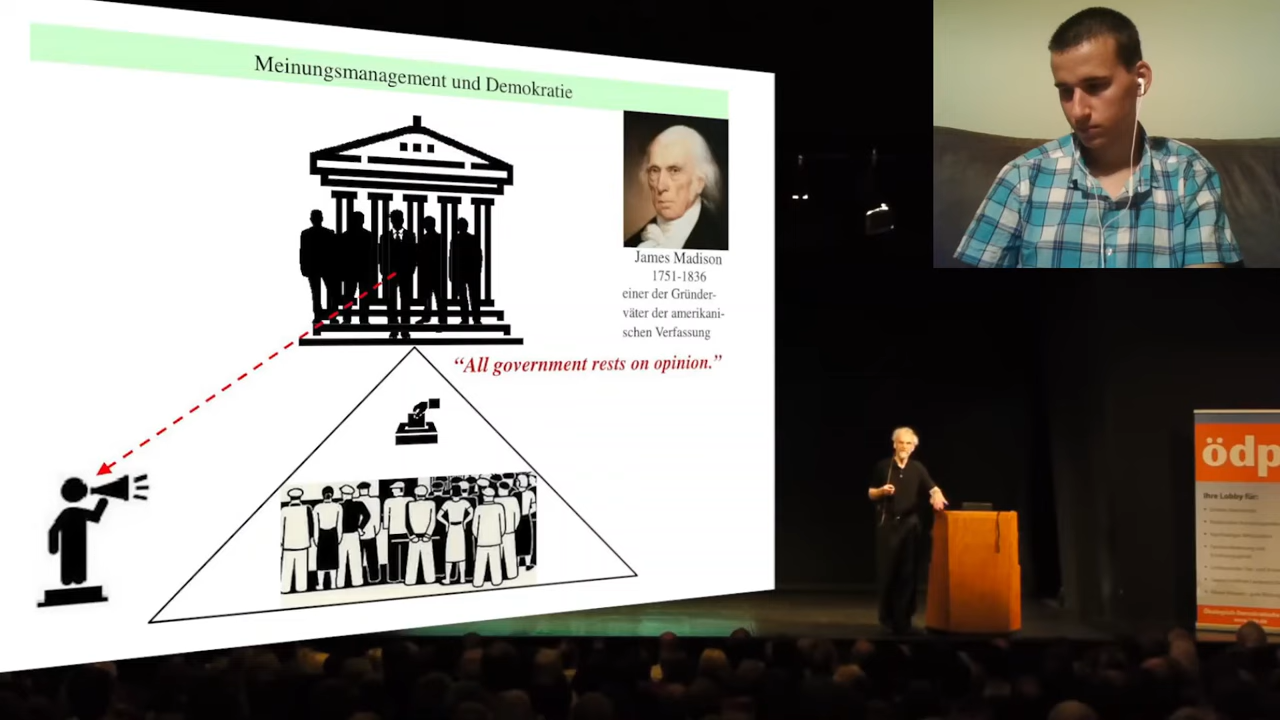 Meinungsmanagement und Demokratie
James Madison
1751-1836
einer der Gründer-
väter der amerikani-
schen Verfassung
“All government rests on opinion.”
ödp
Ihre Lobby für: